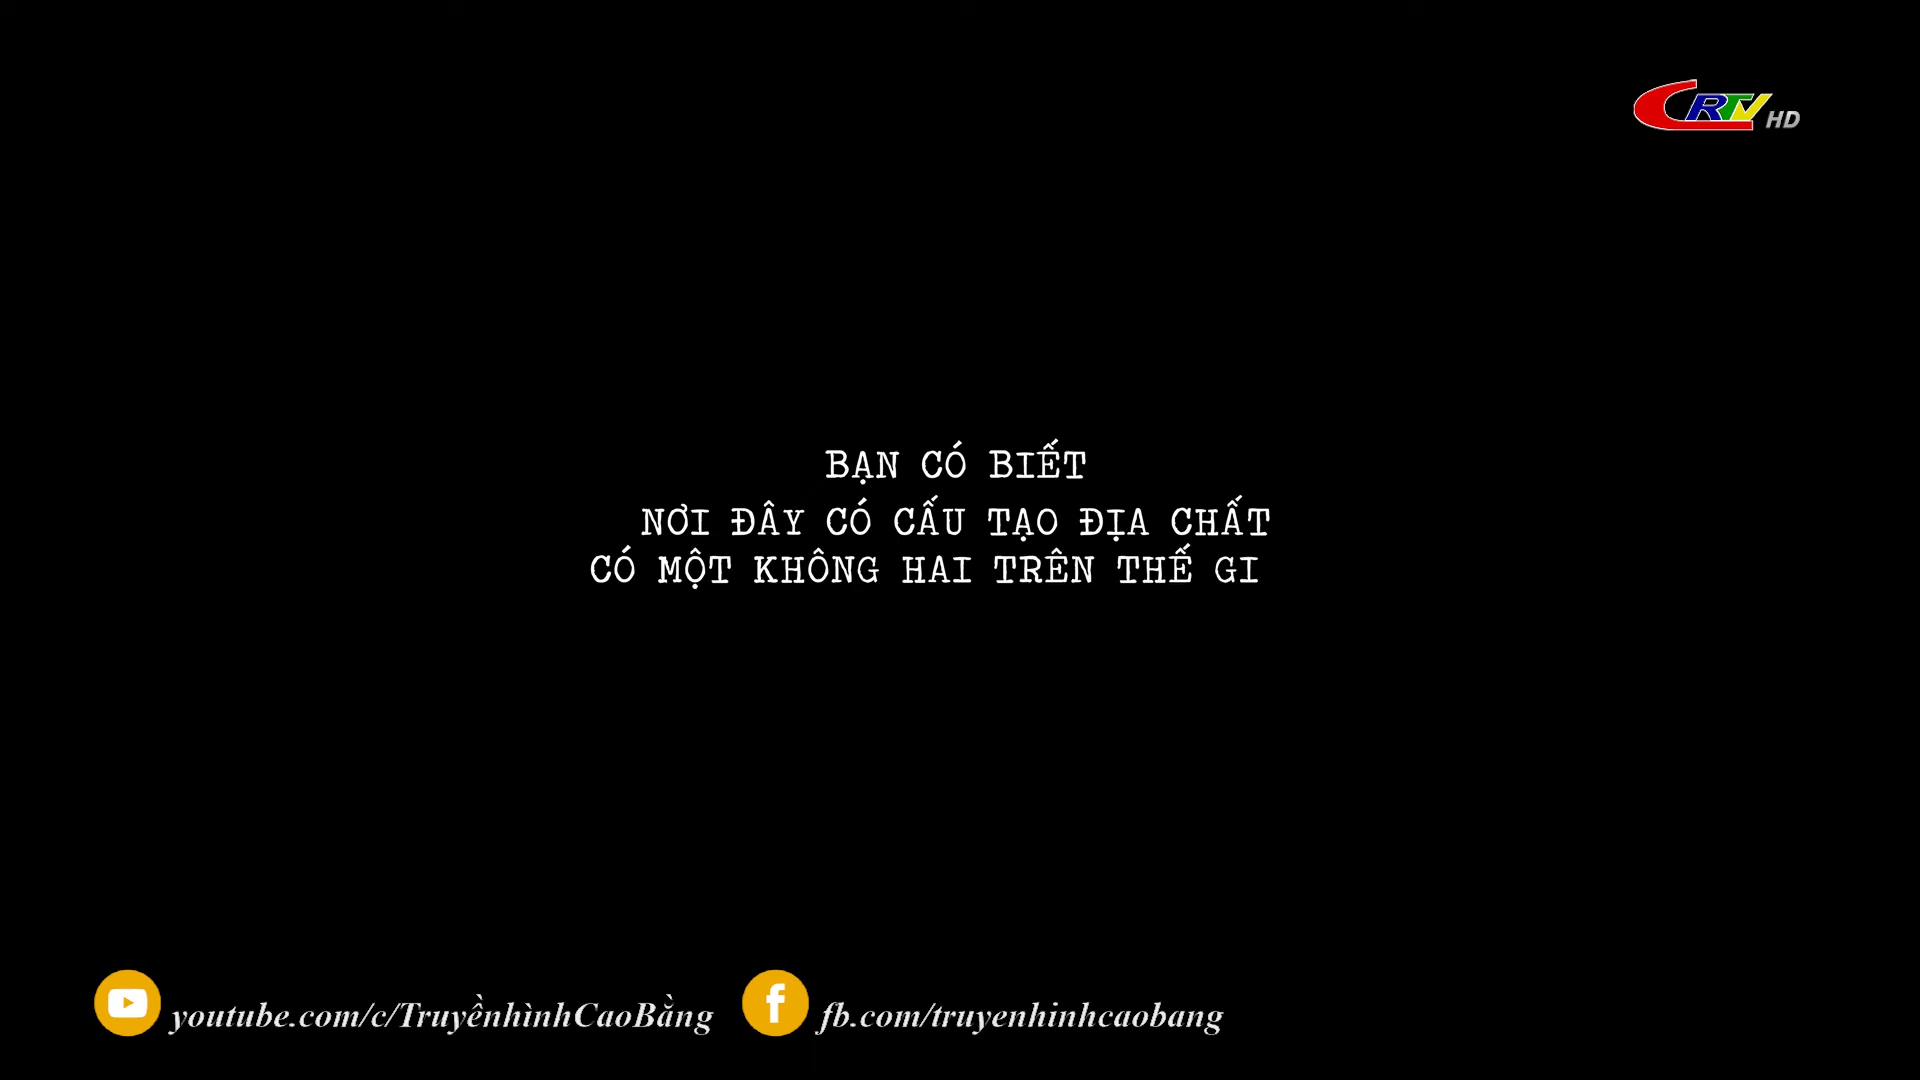 CRTV HD
BẠN CÓ BIẾT
NƠI ĐÂY CÓ CẤU TẠO ĐỊA CHẤT
CÓ MỘT KHÔNG HAI TRÊN THẾ GI
youtube.com/c/TruyềnhìnhCaoBằng
fb.com/truyenhinhcaobang